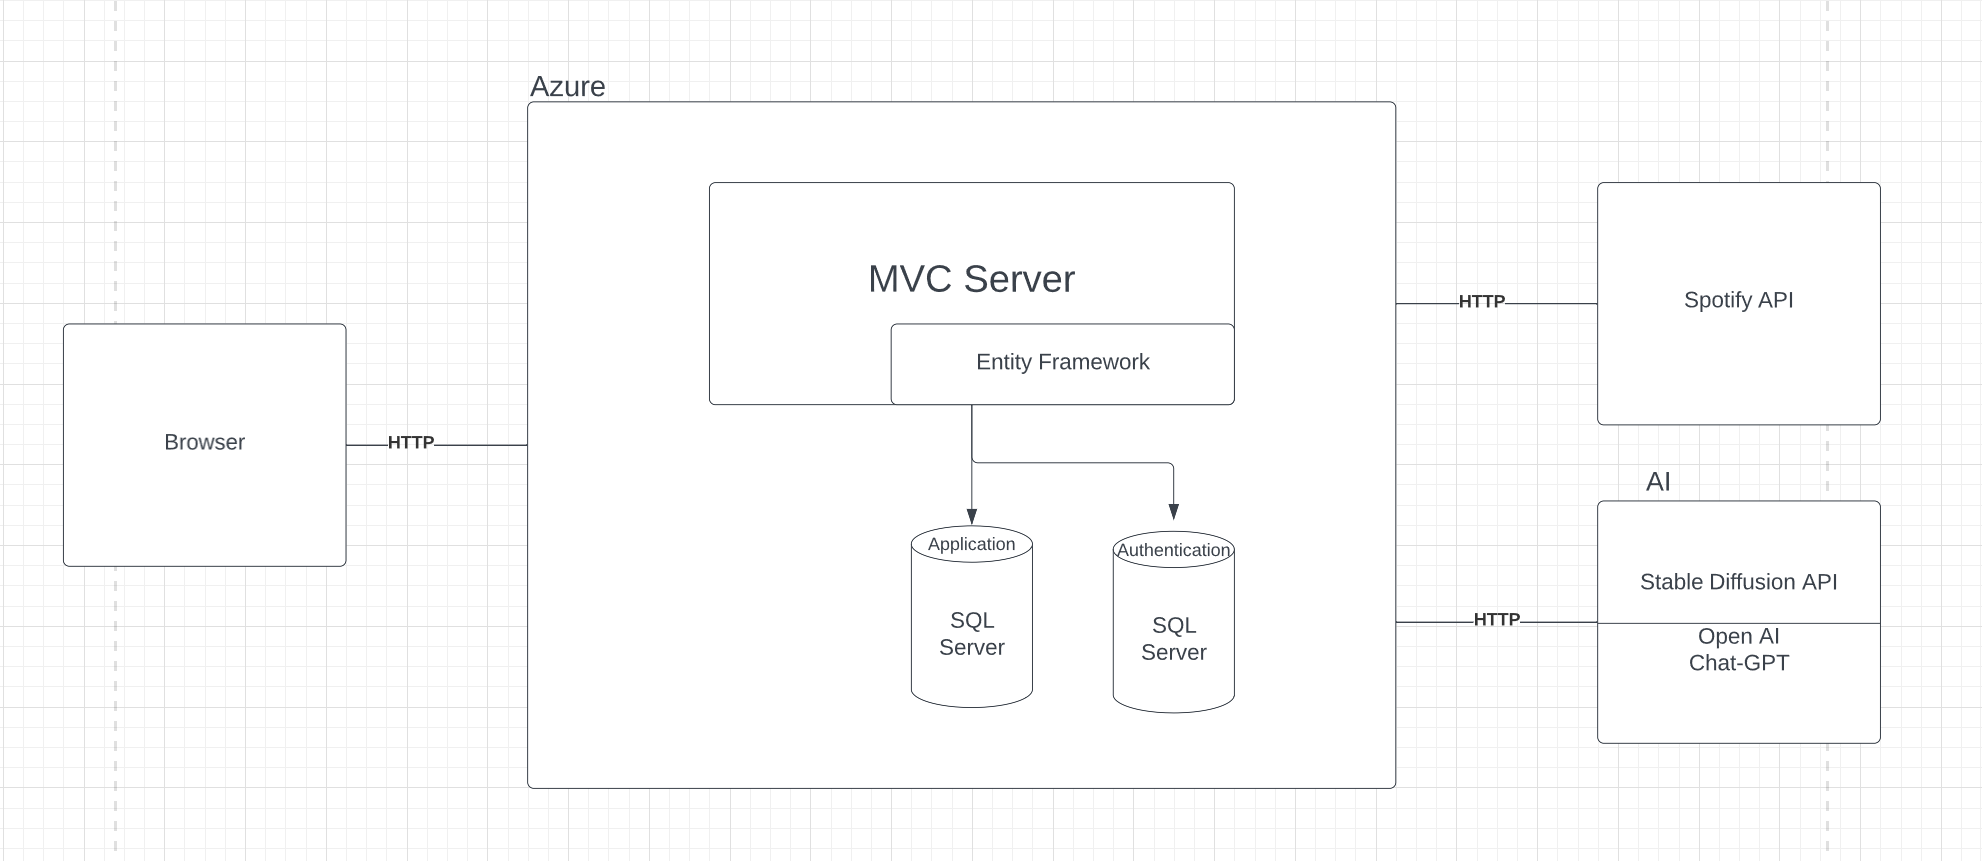 Azure
MVC Server
Entity Framework
Browser
HTTP
Application
SQL
Server
Authentication
SQL
Server
HTTP
Spotify API
AI
HTTP
Stable Diffusion API
Open AI
Chat-GPT